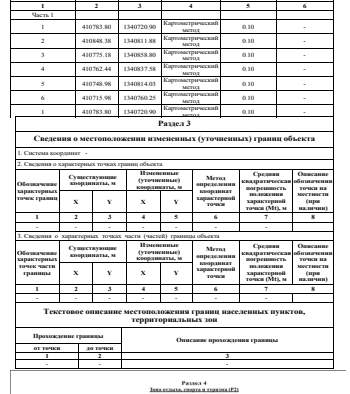 1 2 3 4 5 6
Часть 1
1 410783.80 1340720.90 Картометрический метод 0.10 -
2 410848.38 1340811.88 Картометрический метод 0.10 -
3 410775.18 1340858.80 Картометрический метод 0.10 -
4 410762.44 1340837.58 Картометрический метод 0.10 -
5 410748.98 1340814.03 Картометрический метод 0.10 -
6 410715.98 1340760.25 Картометрический метод 0.10 -
1 410783.80 1340720.90 Картометрический метод 0.10 -
Раздел 3
Сведения о местоположении измененных (уточненных) границ объекта
1. Система координат -
2. Сведения о характерных точках границ объекта
Обозначение характерных точек границ Существующие координаты, м Измененные (уточненные) координаты, м Метод определения координат характерной точки Средняя квадратическая погрешность положения характерной точки (Mt), м Описание обозначения точки на местности (при наличии)
X Y X Y
1 2 3 4 5 6 7 8
- - - - - - - -
3. Сведения о характерных точках части (частей) границы объекта
Обозначение характерных точек части границы Существующие координаты, м Измененные (уточненные) координаты, м Метод определения координат характерной точки Средняя квадратическая погрешность положения характерной точки (Mt), м Описание обозначения точки на местности (при наличии)
X Y X Y
1 2 3 4 5 6 7 8
- - - - - - - -
Текстовое описание местоположения границ населенных пунктов,
территориальных зон
Прохождение границы Описание прохождения границы
от точки до точки
1 2 3
- - -
Раздел 4
Зона отдыха, спорта и туризма (Р2)